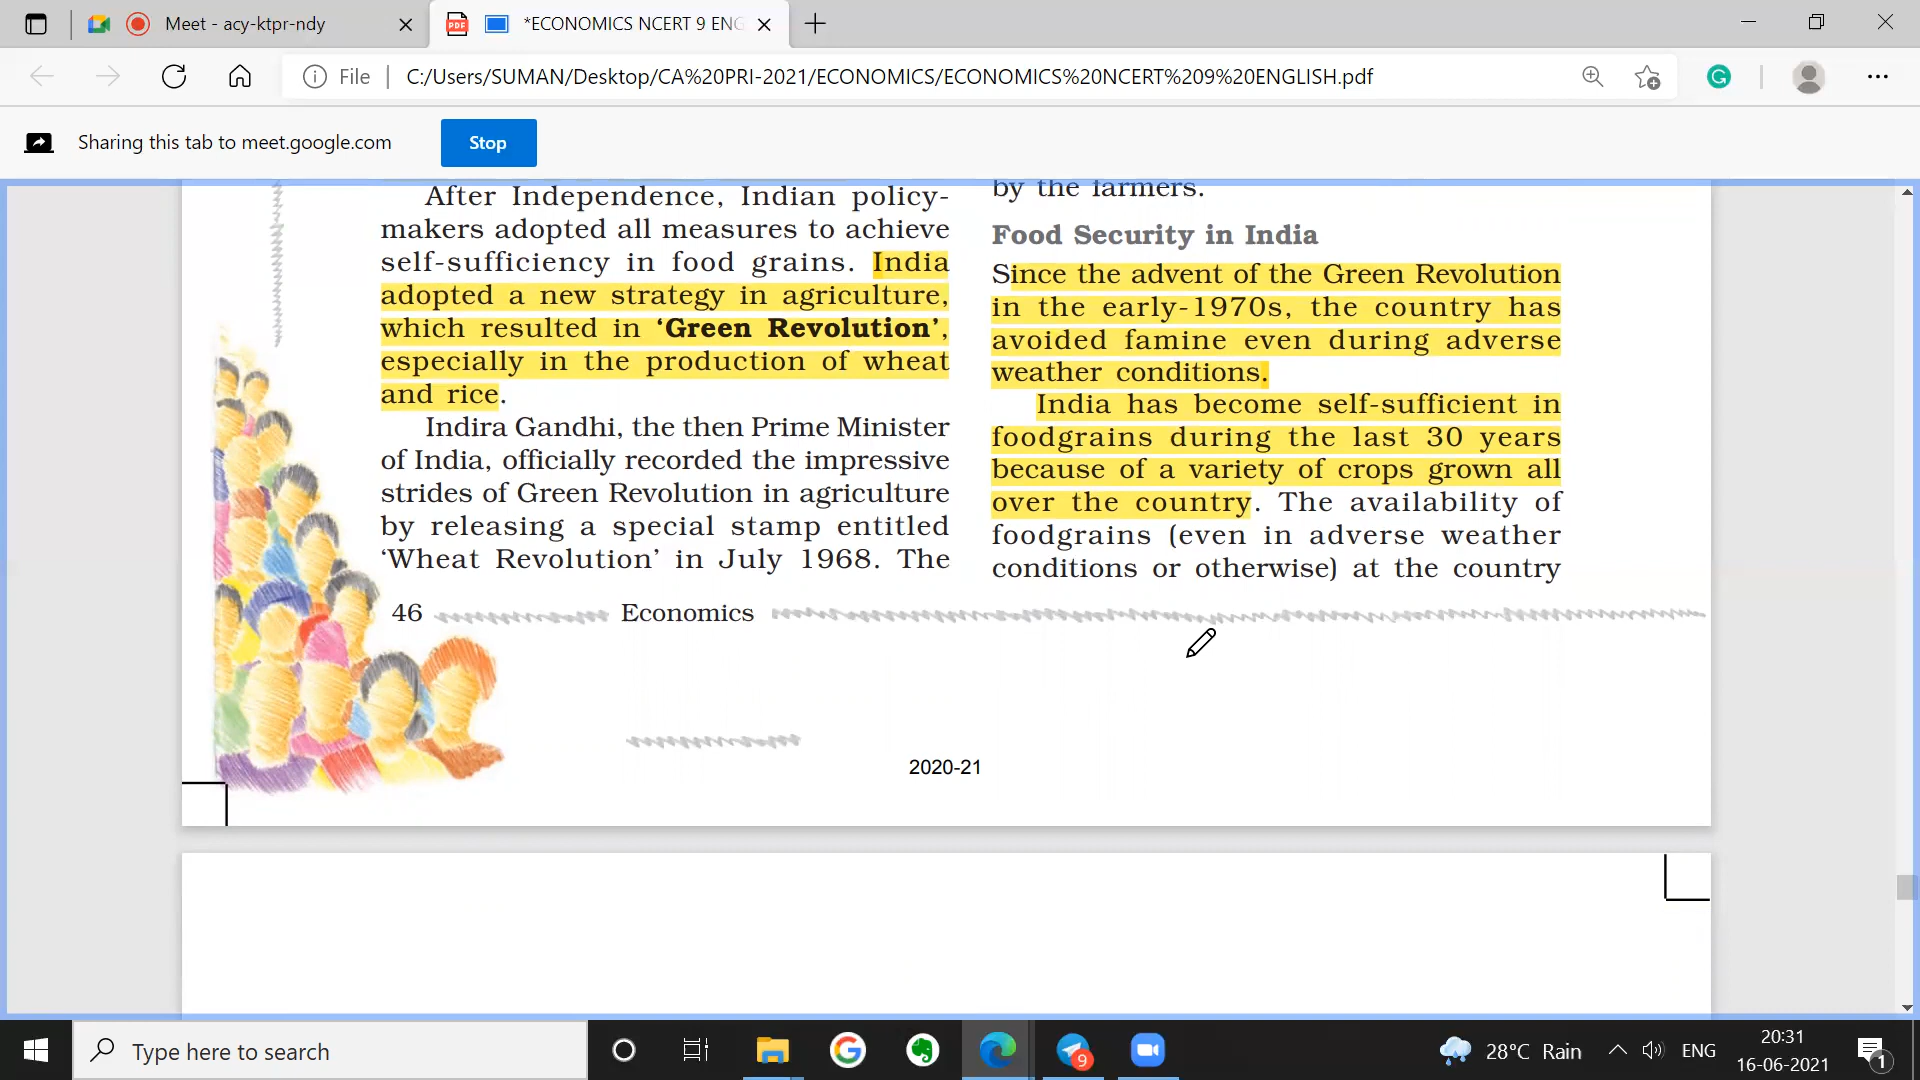 Meet - acy-ktpr-ndy
*ECONOMICS NCERT 9 ENG
File
C:/Users/SUMAN/Desktop/CA%20PRI-2021/ECONOMICS/ECONOMICS%20NCERT%209%20ENGLISH.pdf
Sharing this tab to meet.google.com
Stop
After Independence, Indian policy-
makers adopted all measures to achieve
self-sufficiency in food grains. India
adopted a new strategy in agriculture,
which resulted in ‘Green Revolution’,
especially in the production of wheat
and rice.
Indira Gandhi, the then Prime Minister
of India, officially recorded the impressive
strides of Green Revolution in agriculture
by releasing a special stamp entitled
‘Wheat Revolution’ in July 1968. The
by the farmers.
Food Security in India
Since the advent of the Green Revolution
in the early-1970s, the country has
avoided famine even during adverse
weather conditions.
India has become self-sufficient in
foodgrains during the last 30 years
because of a variety of crops grown all
over the country. The availability of
foodgrains (even in adverse weather
conditions or otherwise) at the country
46 Economics
2020-21
Type here to search
9
28°C Rain
ENG
20:31
16-06-2021
1